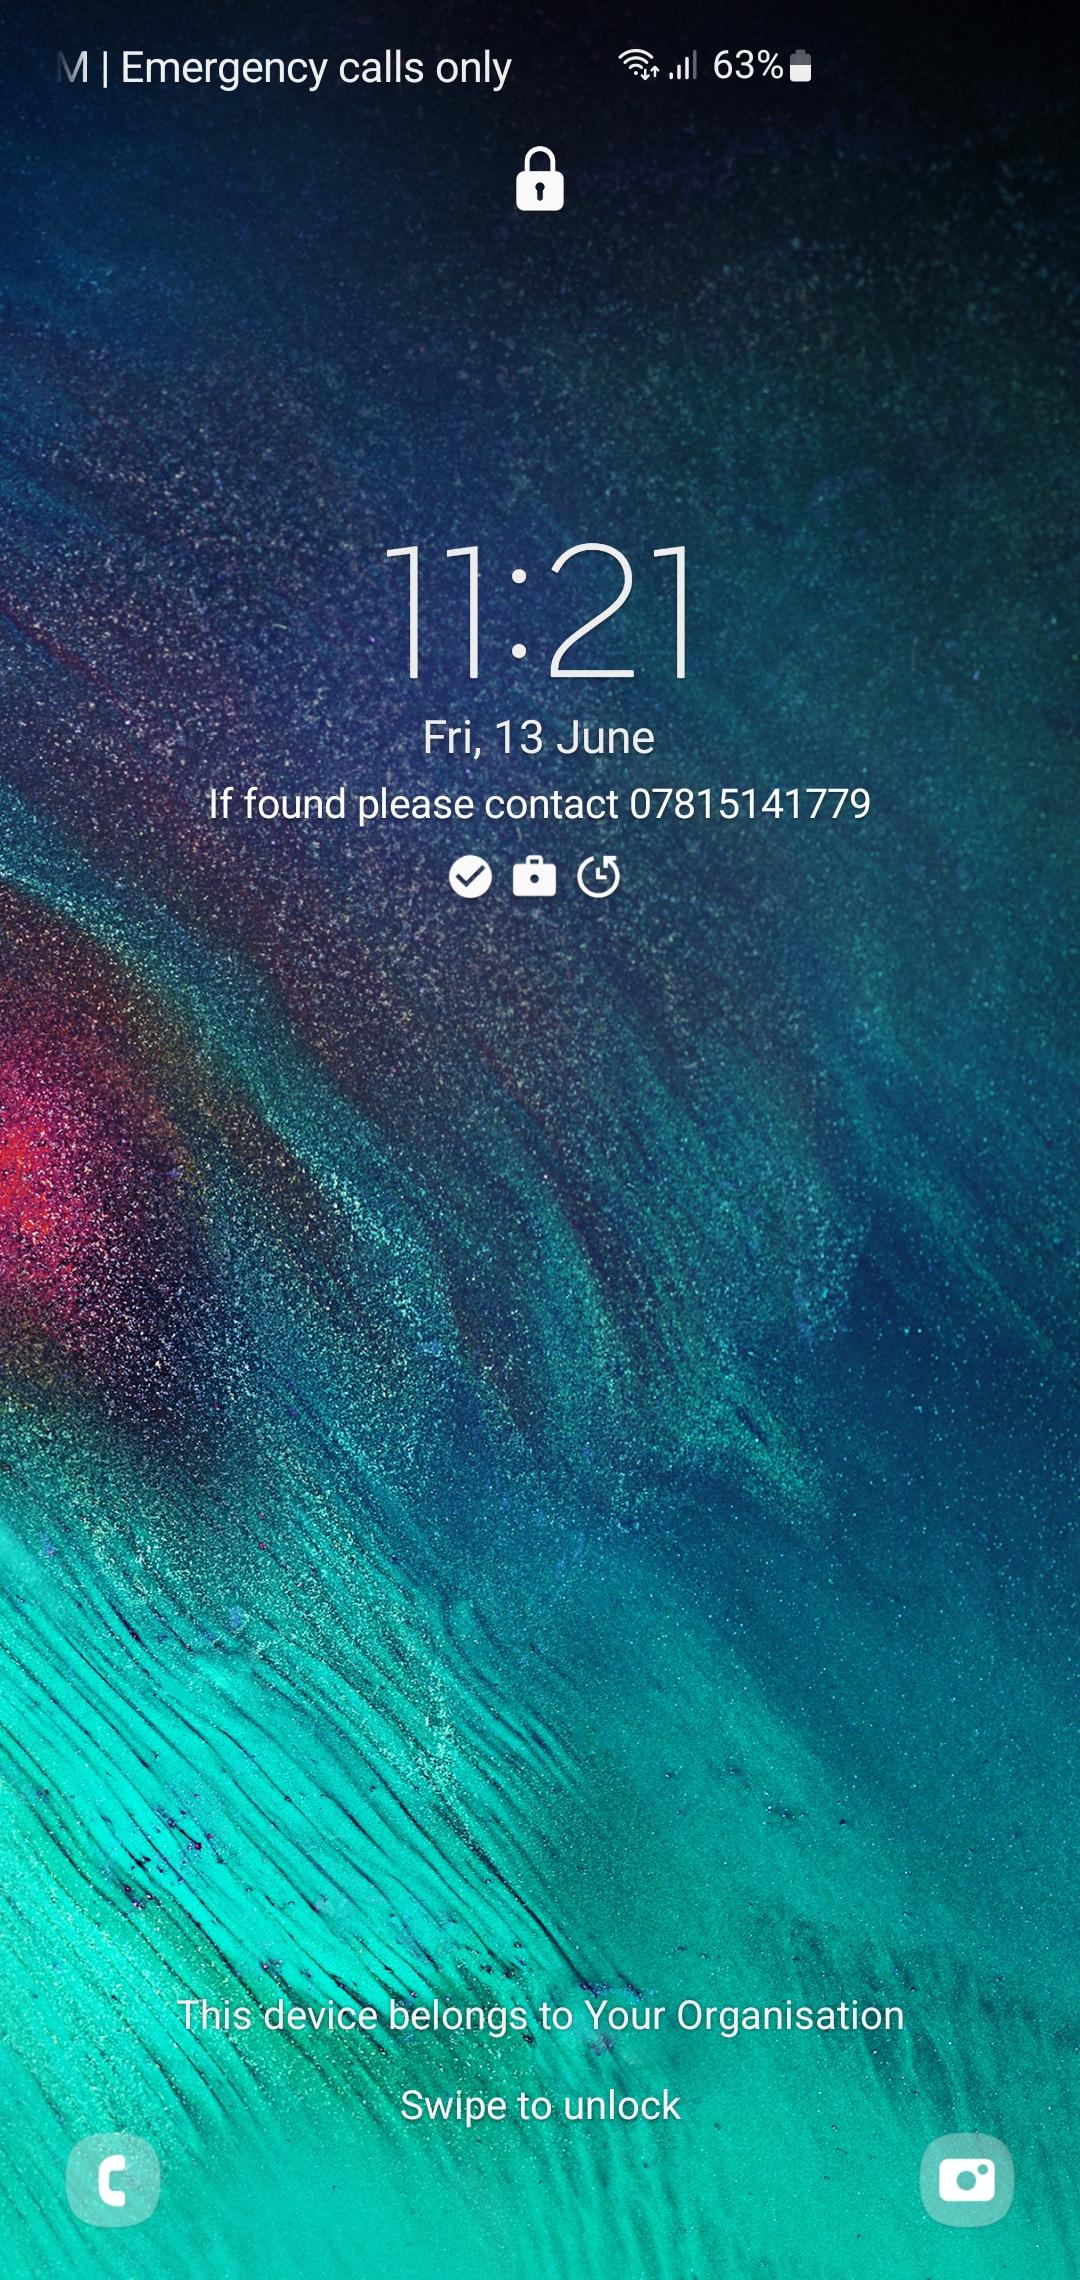 M | Emergency calls only 63%
11:21
Fri, 13 June
If found please contact 07815141779
This device belongs to Your Organisation
Swipe to unlock